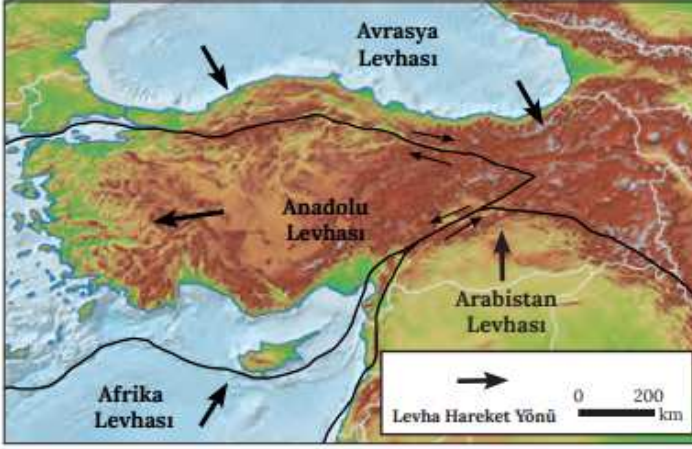 Avrasya
Levhası
Anadolu
Levhası
Arabistan
Levhası
Afrika
Levhası
Levha Hareket Yönü
0 200
km